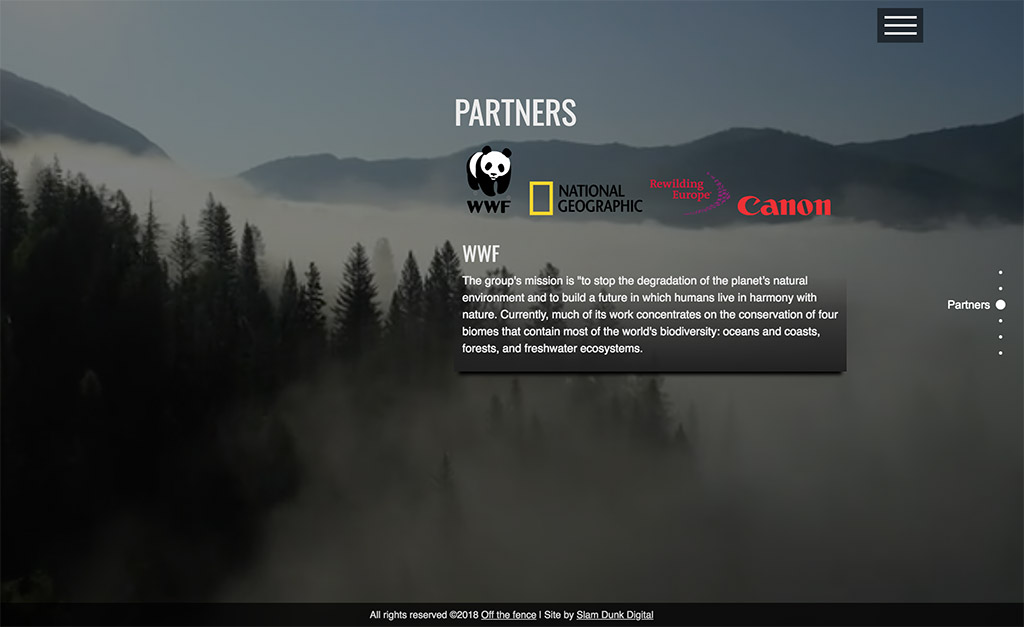 PARTNERS
WWF
NATIONAL
GEOGRAPHIC
Rewilding
Europe
Canon
WWF
The group's mission is "to stop the degradation of the planet’s natural
environment and to build a future in which humans live in harmony with
nature. Currently, much of its work concentrates on the conservation of four
biomes that contain most of the world's biodiversity: oceans and coasts,
forests, and freshwater ecosystems.
Partners
All rights reserved ©2018 Off the fence | Site by Slam Dunk Digital